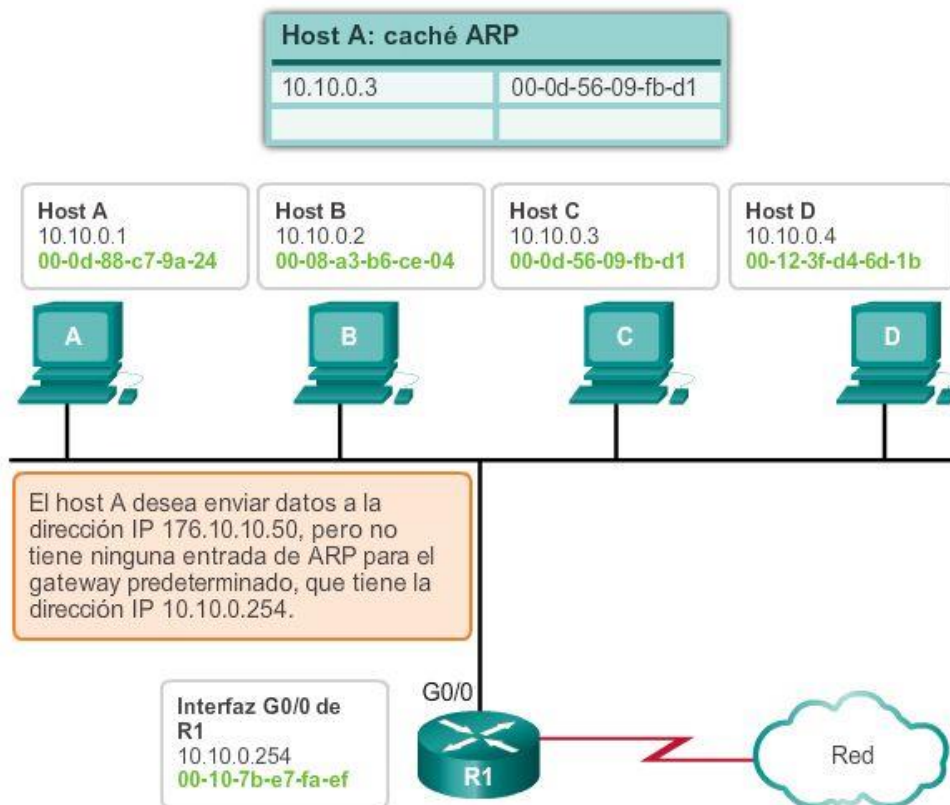 Host A: caché ARP
10.10.0.3 00-0d-56-09-fb-d1
Host A
10.10.0.1
00-0d-88-c7-9a-24
Host B
10.10.0.2
00-08-a3-b6-ce-04
Host C
10.10.0.3
00-0d-56-09-fb-d1
Host D
10.10.0.4
00-12-3f-d4-6d-1b
A
B
C
D
El host A desea enviar datos a la
dirección IP 176.10.10.50, pero no
tiene ninguna entrada de ARP para el
gateway predeterminado, que tiene la
dirección IP 10.10.0.254.
G0/0
Interfaz G0/0 de
R1
10.10.0.254
00-10-7b-e7-fa-ef
R1
Red